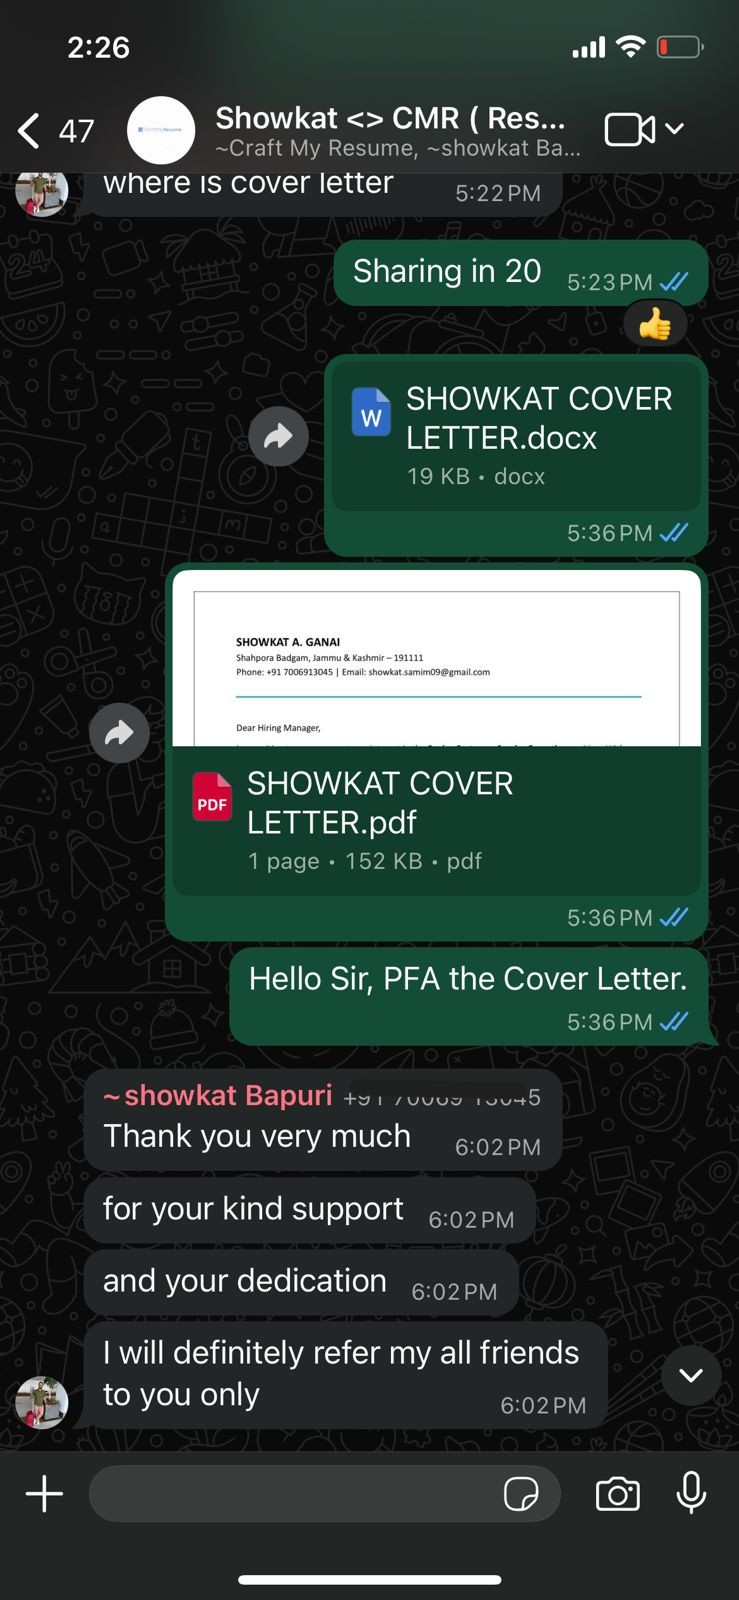 2:26
47
Showkat <> CMR ( Res...
~Craft My Resume, ~showkat Ba...
where is cover letter 5:22 PM
Sharing in 20 5:23 PM
👍
W
SHOWKAT COVER
LETTER.docx
19 KB • docx
5:36 PM
SHOWKAT A. GANAI
Shahpora Badgam, Jammu & Kashmir – 191111
Phone: +91 7006913045 | Email: showkat.samim09@gmail.com
Dear Hiring Manager,
PDF
SHOWKAT COVER
LETTER.pdf
1 page • 152 KB • pdf
5:36 PM
Hello Sir, PFA the Cover Letter.
5:36 PM
~showkat Bapuri
Thank you very much 6:02 PM
for your kind support 6:02 PM
and your dedication 6:02 PM
I will definitely refer my all friends
to you only 6:02 PM